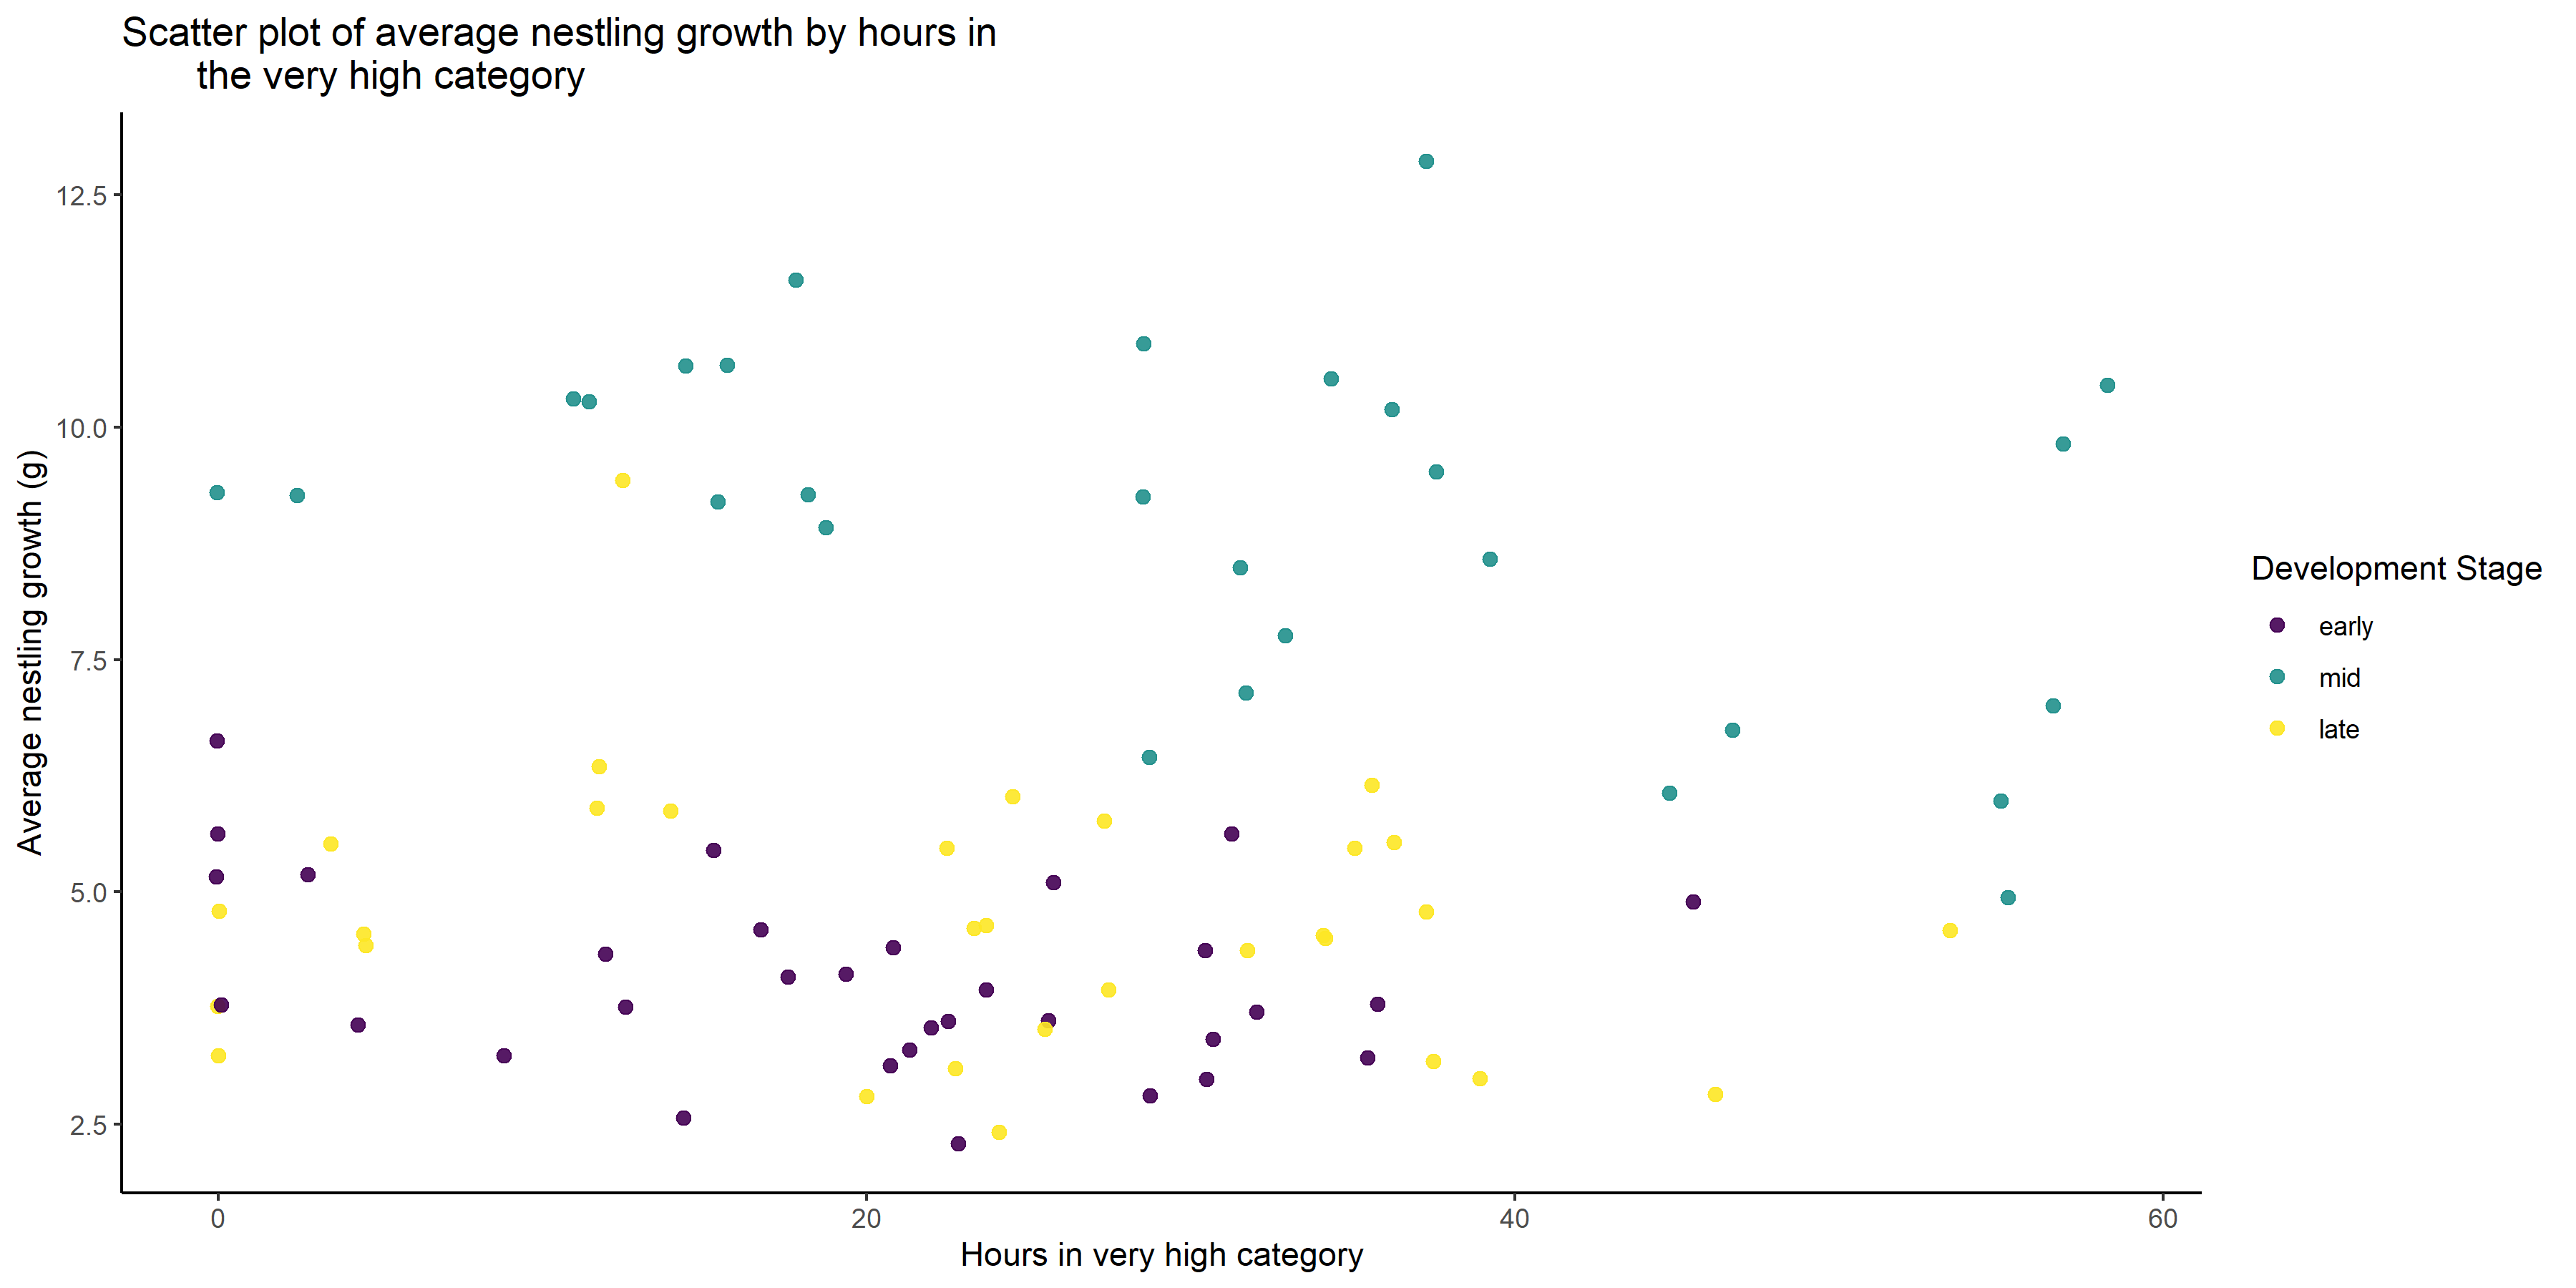 Scatter plot of average nestling growth by hours in
the very high category
12.5
10.0
7.5
5.0
2.5
Average nestling growth (g)
0 20 40 60
Hours in very high category
Development Stage
early
mid
late